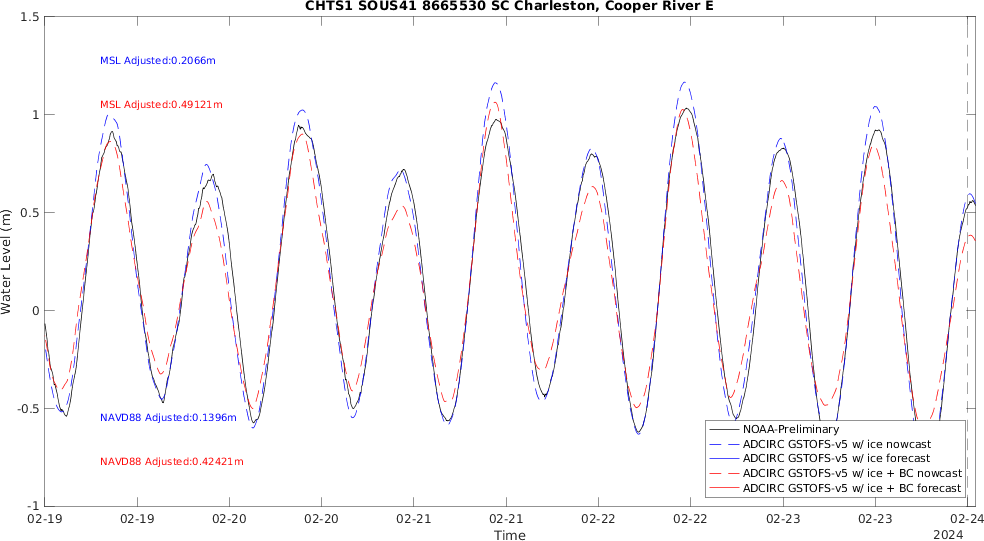 CHTS1 SOUS41 8665530 SC Charleston, Cooper River E
1.5
1
0.5
0
-0.5
-1
Water Level (m)
MSL Adjusted:0.2066m
MSL Adjusted:0.49121m
NAVD88 Adjusted:0.1396m
NAVD88 Adjusted:0.42421m
NOAA-Preliminary
ADCIRC GSTOFS-v5 w/ ice nowcast
ADCIRC GSTOFS-v5 w/ ice forecast
ADCIRC GSTOFS-v5 w/ ice + BC nowcast
ADCIRC GSTOFS-v5 w/ ice + BC forecast
02-19 02-19 02-20 02-20 02-21 02-21 02-22 02-22 02-23 02-23 02-24
Time
2024